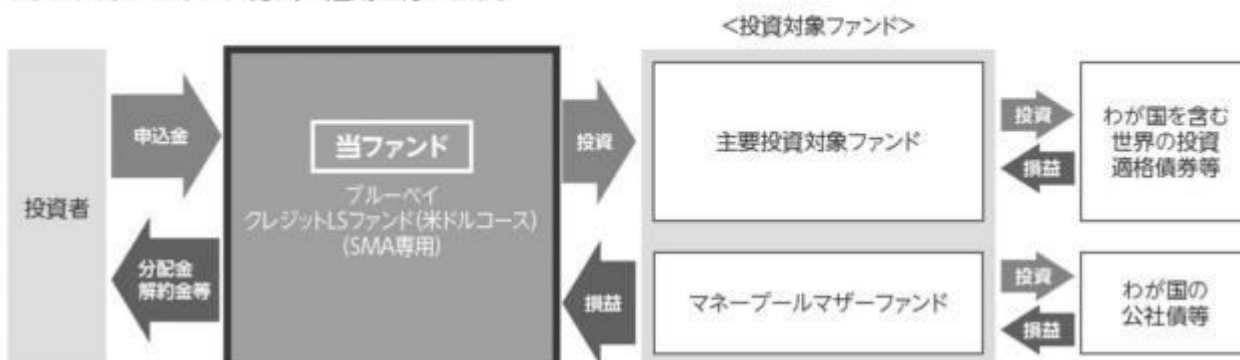 <投資対象ファンド>
投資者
申込金
分配金
解約金等
当ファンド
ブルーベイ
クレジットLSファンド(米ドルコース)
(SMA専用)
投資
損益
主要投資対象ファンド
マネープールマザーファンド
投資
損益
わが国を含む
世界の投資
適格債券等
投資
損益
わが国の
公社債等